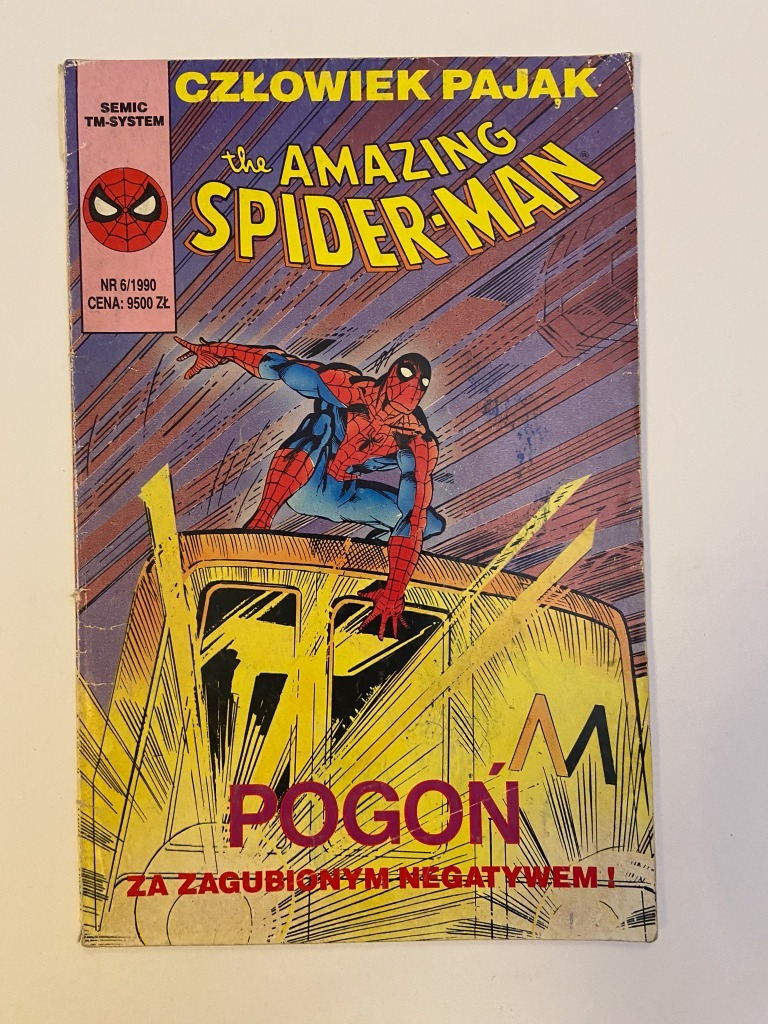 SEMIC
TM-SYSTEM
NR 6/1990
CENA: 9500 ZŁ
CZŁOWIEK PAJĄK
the AMAZING
SPIDER-MAN®
POGOŃ
ZA ZAGUBIONYM NEGATYWEM !